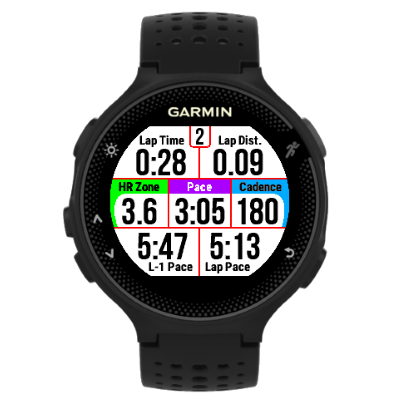 GARMIN
Lap Time 2 Lap Dist.
0:28 0.09
HR Zone Pace Cadence
3.6 3:05 180
5:47 5:13
L-1 Pace Lap Pace